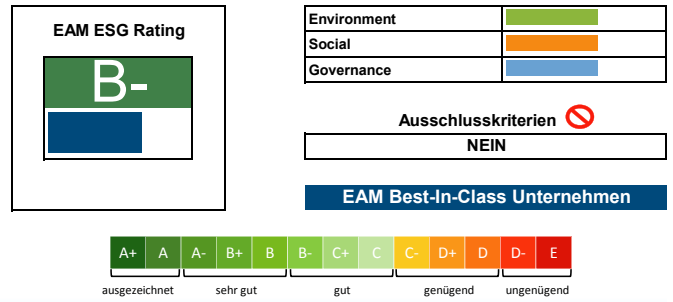 EAM ESG Rating
B-
Environment
Social
Governance
Ausschlusskriterien
NEIN
EAM Best-In-Class Unternehmen
A+ A A- B+ B B- C+ C C- D+ D D- E
ausgezeichnet sehr gut gut genügend ungenügend